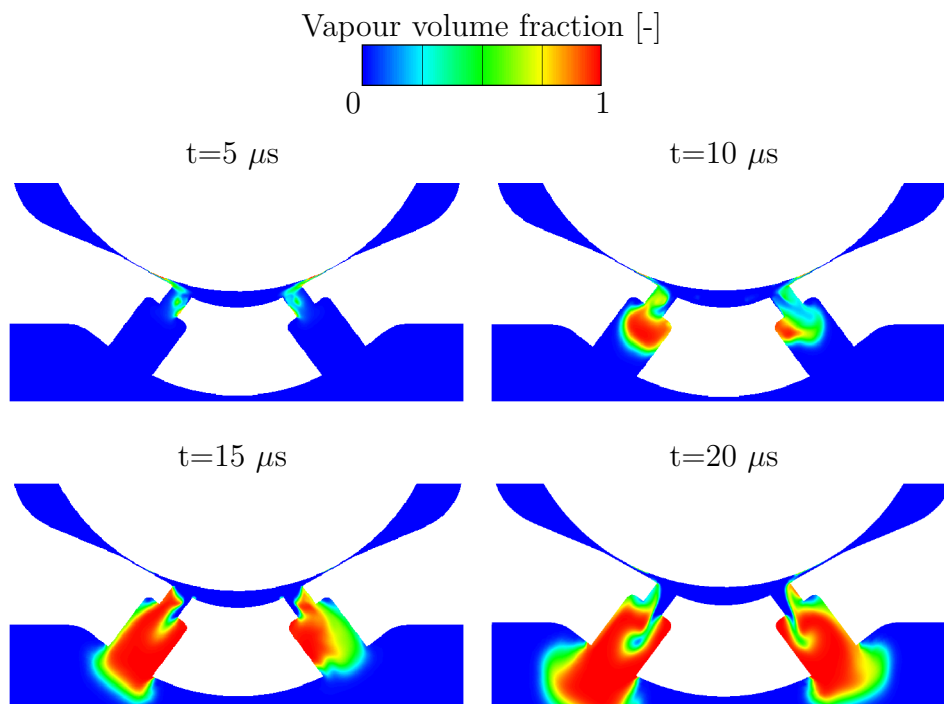 Vapour volume fraction [-]
0 1
t=5 μs
t=10 μs
t=15 μs
t=20 μs